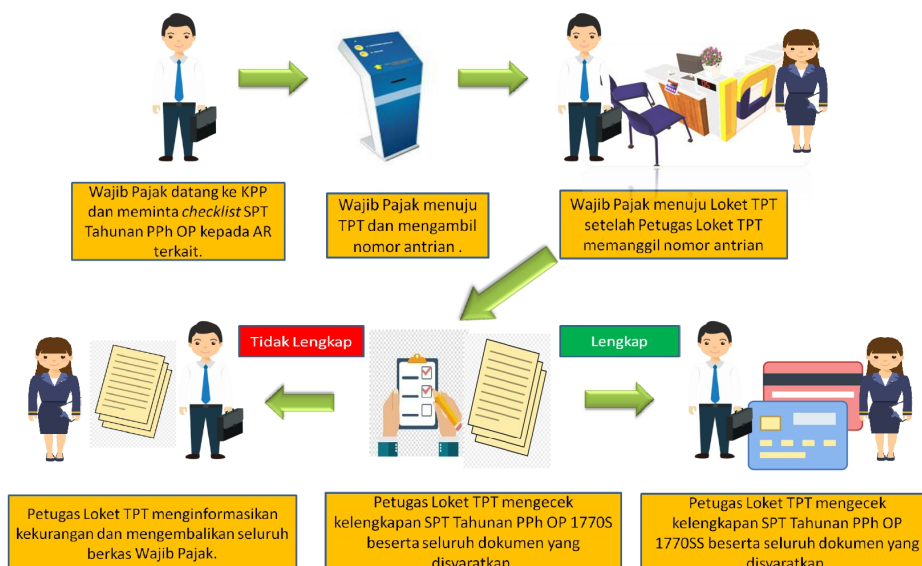 Wajib Pajak datang ke KPP
dan meminta checklist SPT
Tahunan PPh OP kepada AR
terkait.
Wajib Pajak menuju
TPT dan mengambil
nomor antrian .
Wajib Pajak menuju Loket TPT
setelah Petugas Loket TPT
memanggil nomor antrian
Tidak Lengkap
Lengkap
Petugas Loket TPT menginformasikan
kekurangan dan mengembalikan seluruh
berkas Wajib Pajak.
Petugas Loket TPT mengecek
kelengkapan SPT Tahunan PPh OP 1770S
beserta seluruh dokumen yang
disyaratkan
Petugas Loket TPT mengecek
kelengkapan SPT Tahunan PPh OP
1770SS beserta seluruh dokumen yang
disyaratkan